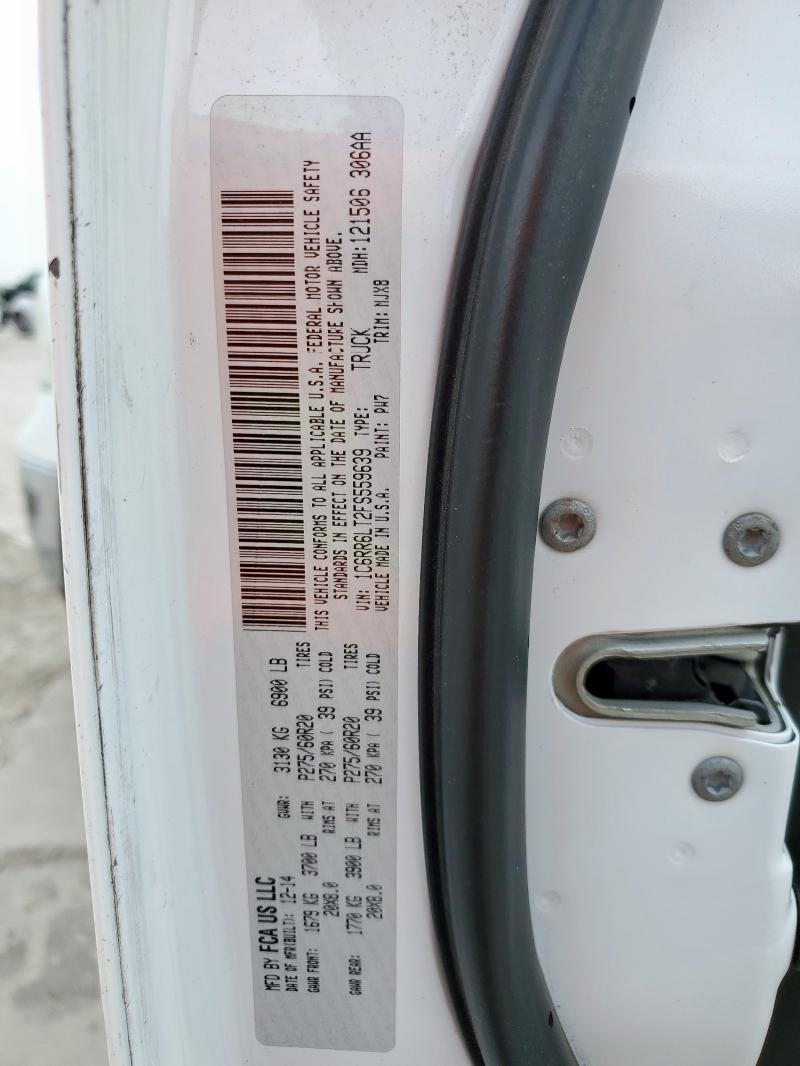 MFD BY FCA US LLC
DATE OF MFR(BUILT): 12-14 GVWR: 3130 KG 6900 LB
GAWR FRONT: 1679 KG 3700 LB WITH P275/60R20 TIRES
20X8.0 RIMS AT 270 KPA ( 39 PSI) COLD
GAWR REAR: 1770 KG 3900 LB WITH P275/60R20 TIRES
20X8.0 RIMS AT 270 KPA ( 39 PSI) COLD
THIS VEHICLE CONFORMS TO ALL APPLICABLE U.S.A. FEDERAL MOTOR VEHICLE SAFETY
STANDARDS IN EFFECT ON THE DATE OF MANUFACTURE SHOWN ABOVE.
VIN: 1C6RR6LT2FS559639 TYPE: TRUCK MDH: 121506 306AA
VEHICLE MADE IN U.S.A. PAINT: PW7 TRIM: MJX8